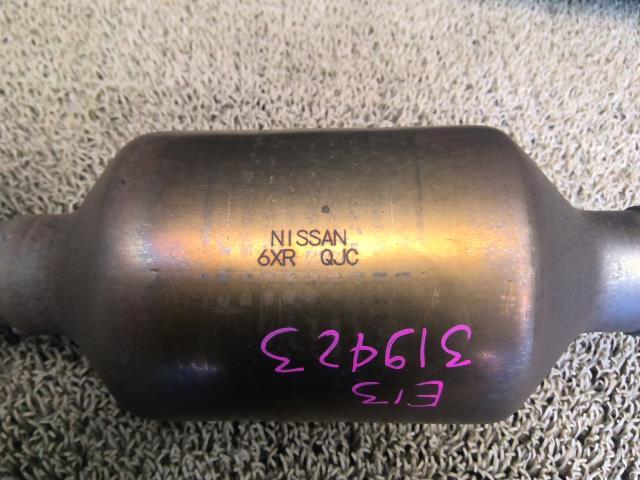 NISSAN
6XR QJC
E13
319423